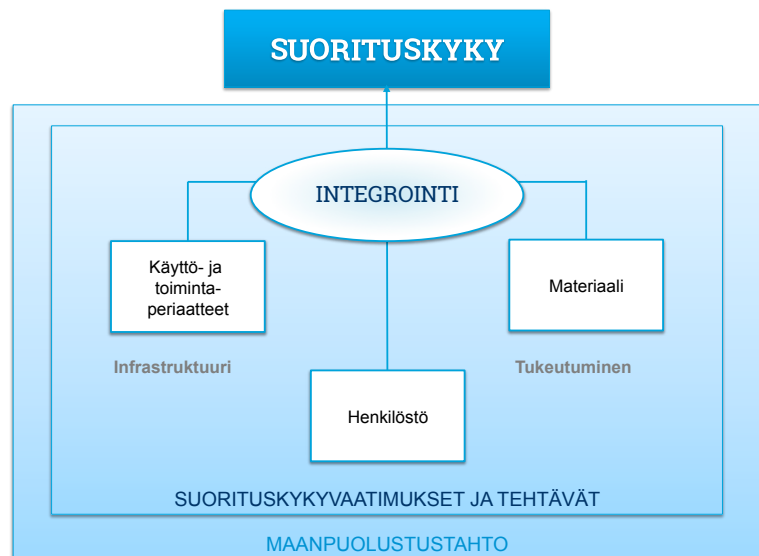 SUORITUSKYKY
INTEGROINTI
Käyttö- ja
toiminta-
periaatteet
Materiaali
Infrastruktuuri
Tukeutuminen
Henkilöstö
SUORITUSKYKYVAATIMUKSET JA TEHTÄVÄT
MAANPUOLUSTUSTAHTO